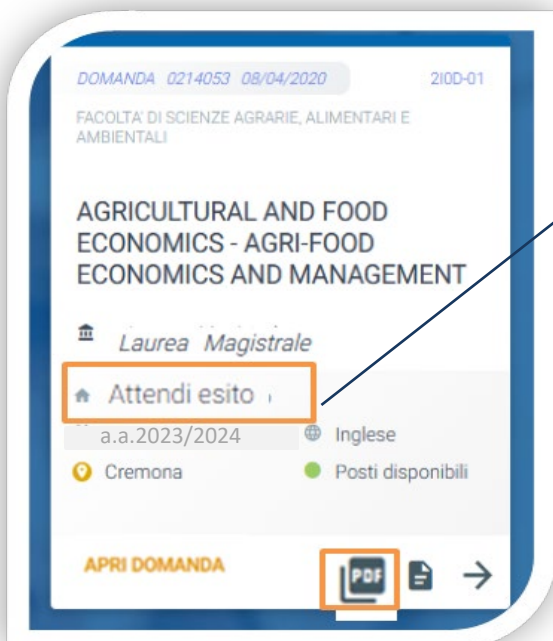 DOMANDA 0214053 08/04/2020 2I0D-01
FACOLTA' DI SCIENZE AGRARIE, ALIMENTARI E
AMBIENTALI
AGRICULTURAL AND FOOD
ECONOMICS - AGRI-FOOD
ECONOMICS AND MANAGEMENT
Laurea Magistrale
Attendi esito
a.a.2023/2024 Inglese
Cremona Posti disponibili
APRI DOMANDA PDF